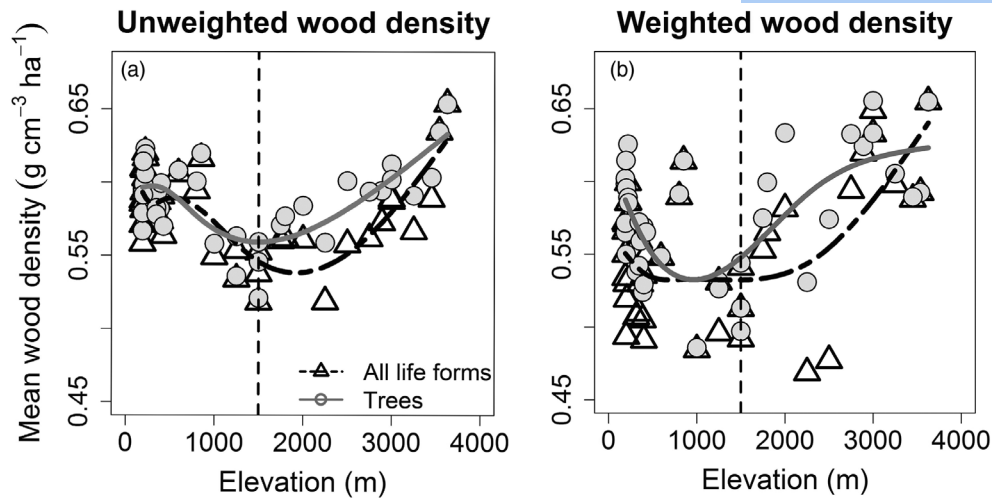 Unweighted wood density
Weighted wood density
Mean wood density (g cm⁻³ ha⁻¹)
(a)
0.65
0.55
0.45
All life forms
Trees
0 1000 2000 3000 4000
Elevation (m)
(b)
0.65
0.55
0.45
0 1000 2000 3000 4000
Elevation (m)